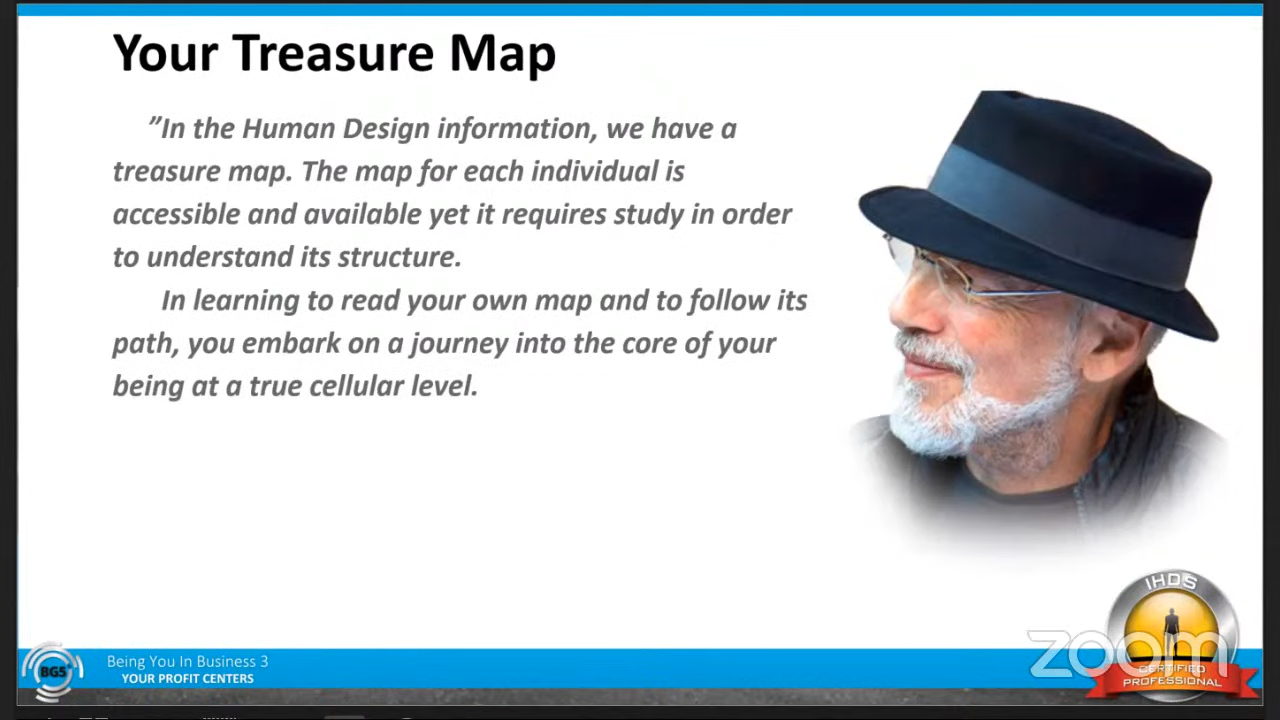 Your Treasure Map
”In the Human Design information, we have a
treasure map. The map for each individual is
accessible and available yet it requires study in order
to understand its structure.
In learning to read your own map and to follow its
path, you embark on a journey into the core of your
being at a true cellular level.
IHDS
zoom
CERTIFIED
PROFESSIONAL
BG5
Being You In Business 3
YOUR PROFIT CENTERS